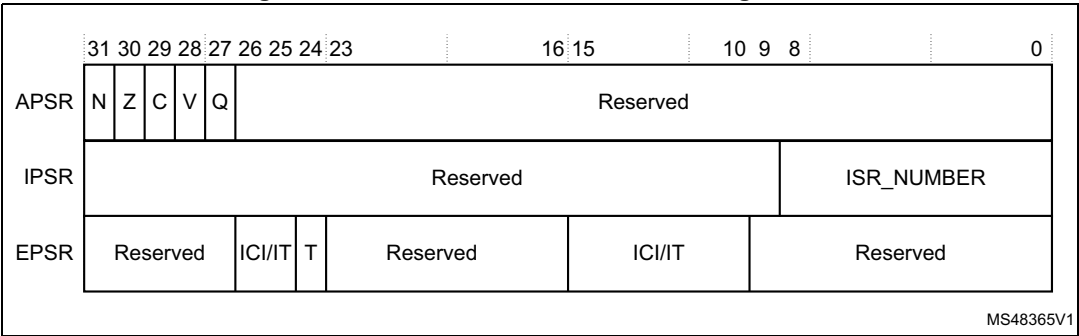 31 30 29 28 27 26 25 24 23 16 15 10 9 8 0
APSR N Z C V Q Reserved
IPSR Reserved ISR_NUMBER
EPSR Reserved ICI/IT T Reserved ICI/IT Reserved
MS48365V1